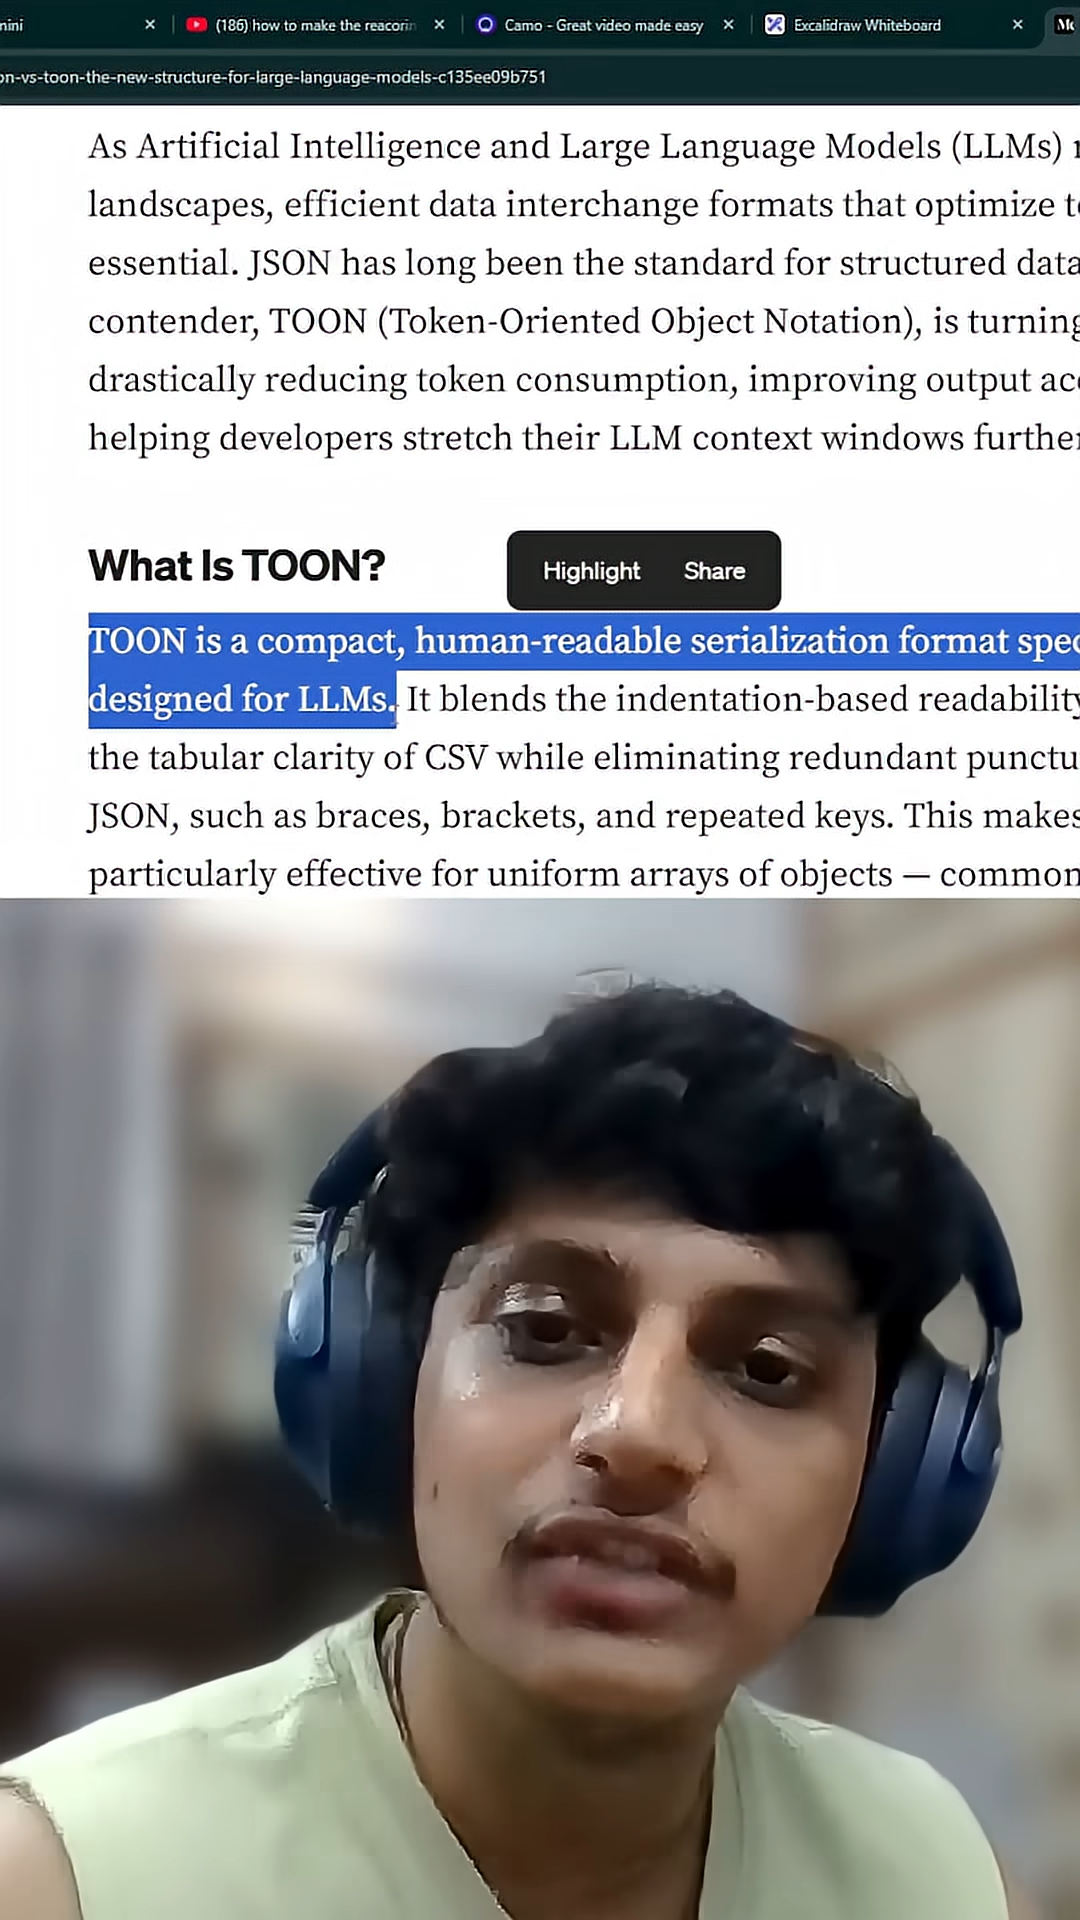 mini
(186) how to make the reacorin
Camo - Great video made easy
Excalidraw Whiteboard
on-vs-toon-the-new-structure-for-large-language-models-c135ee09b751
As Artificial Intelligence and Large Language Models (LLMs) r
landscapes, efficient data interchange formats that optimize to
essential. JSON has long been the standard for structured data
contender, TOON (Token-Oriented Object Notation), is turning
drastically reducing token consumption, improving output acc
helping developers stretch their LLM context windows further
What Is TOON?
Highlight Share
TOON is a compact, human-readable serialization format spec
designed for LLMs. It blends the indentation-based readability
the tabular clarity of CSV while eliminating redundant punctu
JSON, such as braces, brackets, and repeated keys. This makes
particularly effective for uniform arrays of objects — common